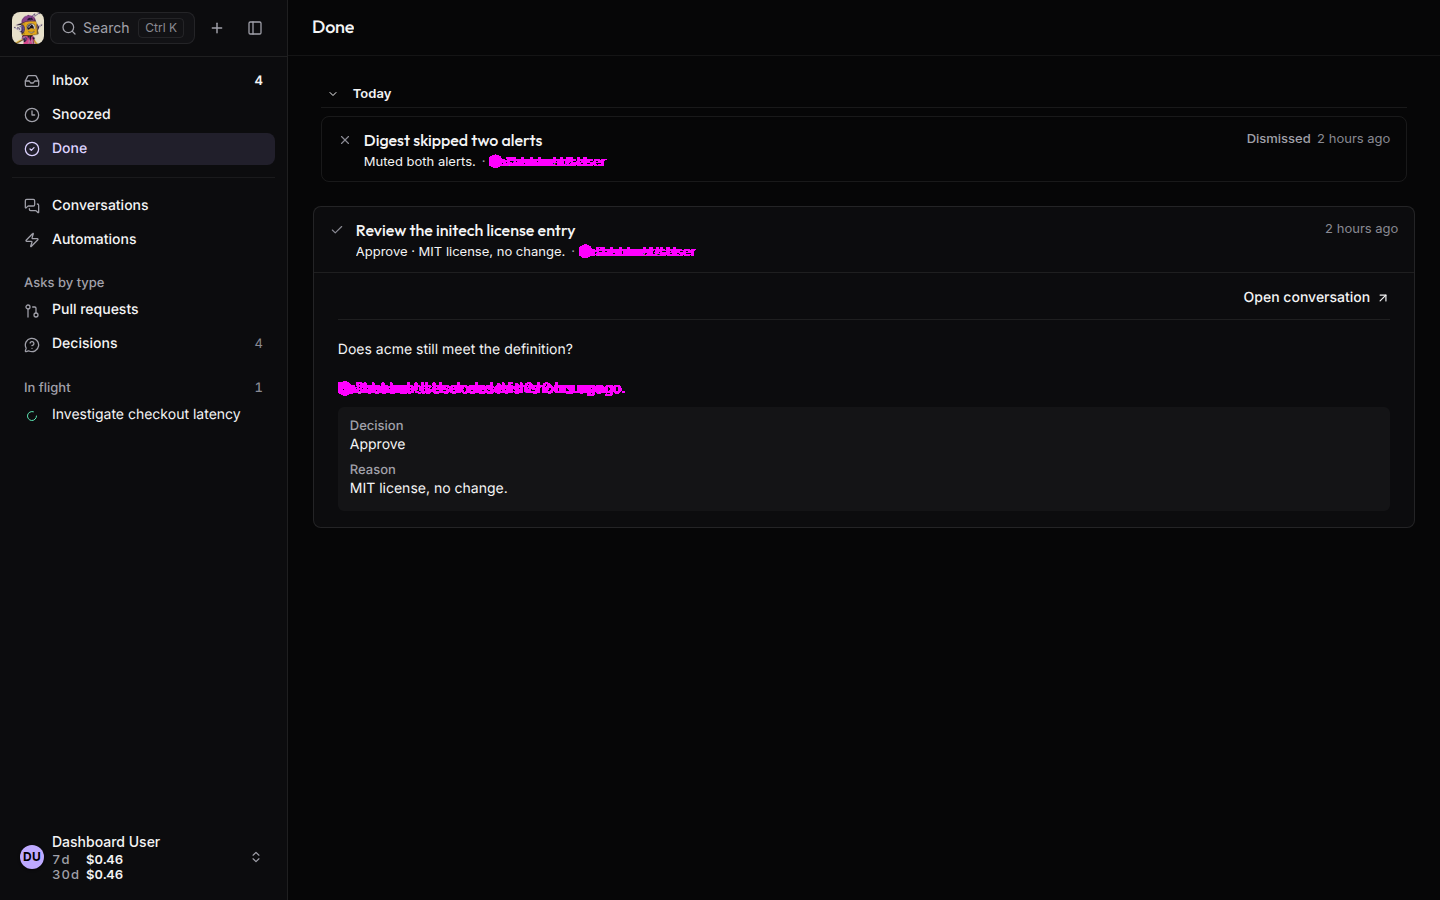 Search Ctrl K
Inbox 4
Snoozed
Done
Conversations
Automations
Asks by type
Pull requests
Decisions 4
In flight 1
Investigate checkout latency
DU Dashboard User
7d $0.46
30d $0.46
Done
Today
Digest skipped two alerts Dismissed 2 hours ago
Muted both alerts. ·
Review the initech license entry 2 hours ago
Approve · MIT license, no change. ·
Open conversation
Does acme still meet the definition?
Decision
Approve
Reason
MIT license, no change.